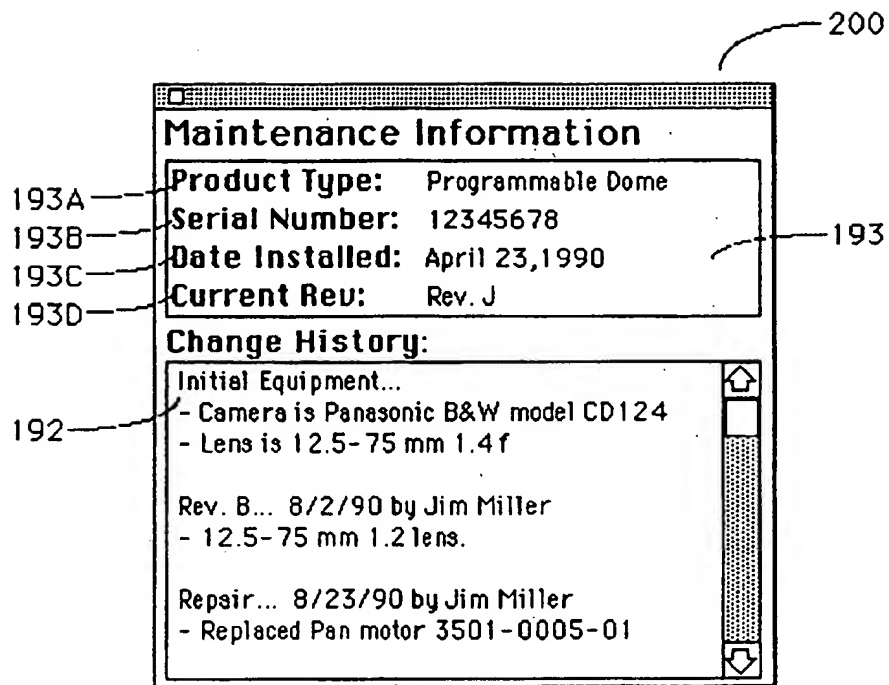 200
Maintenance Information
193A Product Type: Programmable Dome
193B Serial Number: 12345678
193C Date Installed: April 23,1990 193
193D Current Rev: Rev. J
Change History:
Initial Equipment...
192 - Camera is Panasonic B&W model CD124
- Lens is 12.5-75 mm 1.4f
Rev. B... 8/2/90 by Jim Miller
- 12.5-75 mm 1.2 lens.
Repair... 8/23/90 by Jim Miller
- Replaced Pan motor 3501-0005-01